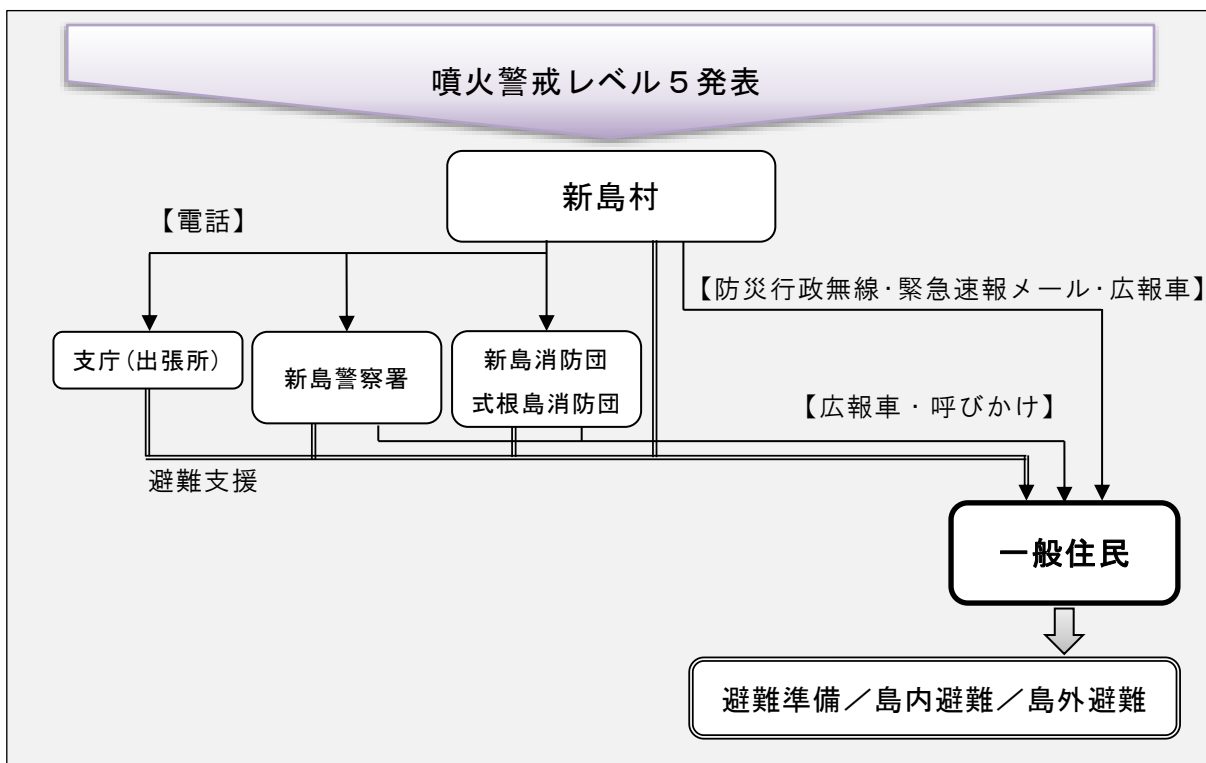 噴火警戒レベル５発表
新島村
【電話】
【防災行政無線･緊急速報メール･広報車】
支庁(出張所)
新島警察署
新島消防団
式根島消防団
【広報車・呼びかけ】
避難支援
一般住民
避難準備／島内避難／島外避難